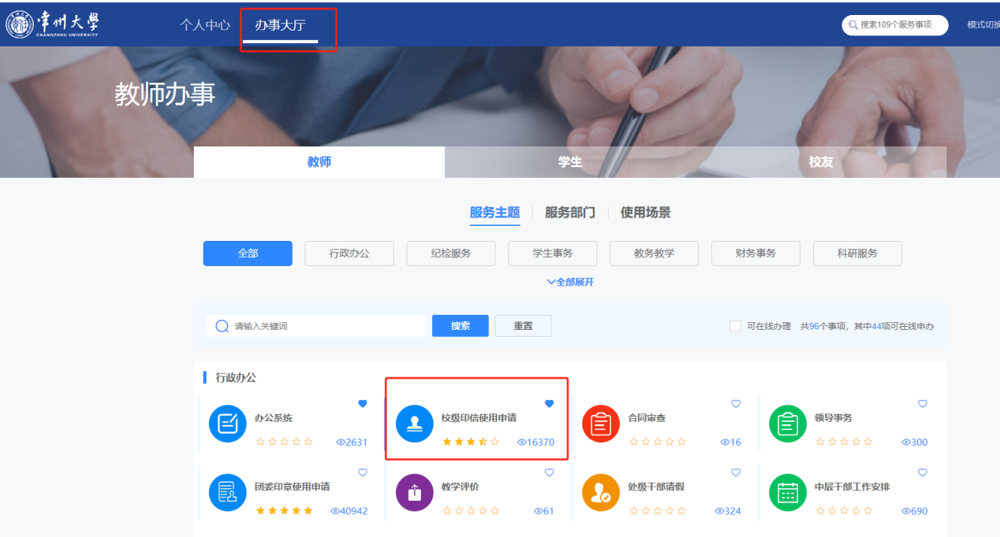 常州大學
CHANGZHOU UNIVERSITY
个人中心
办事大厅
搜索109个服务事项
模式切换
教师办事
教师
学生
校友
服务主题
服务部门
使用场景
全部
行政办公
纪检服务
学生事务
教务教学
财务事务
科研服务
全部展开
请输入关键词
搜索
重置
可在线办理
共96个事项，其中44项可在线申办
行政办公
办公系统
2631
校级印信使用申请
16370
合同审查
16
领导事务
300
团委印章使用申请
40942
教学评价
61
处级干部请假
324
中层干部工作安排
690